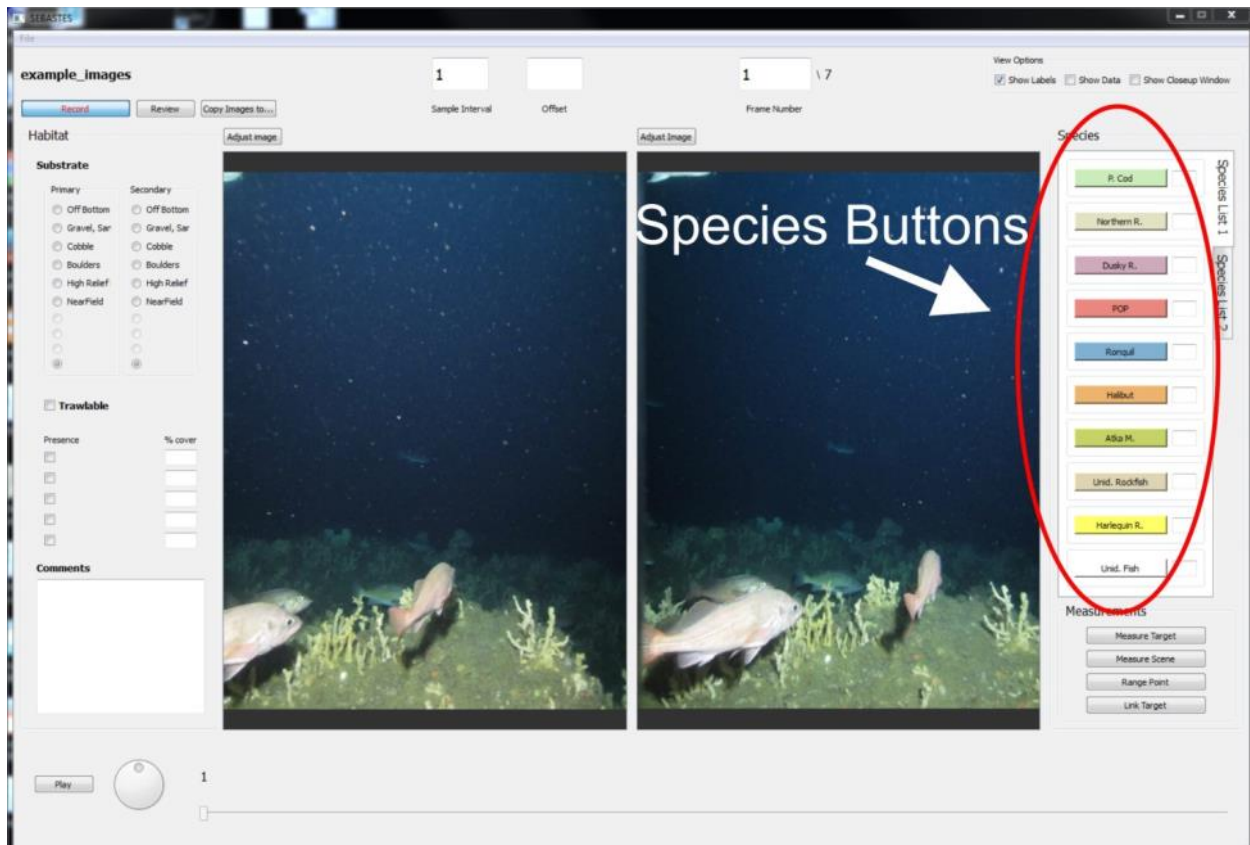 SEBASTES
File
example_images
1
1 \ 7
View Options
Show Labels Show Data Show Closeup Window
Record Review Copy Images to...
Sample Interval Offset Frame Number
Habitat
Adjust image
Adjust Image
Species
Substrate
Primary Secondary
Off Bottom Off Bottom
Gravel, Sar Gravel, Sar
Cobble Cobble
Boulders Boulders
High Relief High Relief
NearField NearField
Trawlable
Presence % cover
Comments
Species Buttons
P. Cod
Northern R.
Dusky R.
POP
Ronquil
Halibut
Atka M.
Unid. Rockfish
Harlequin R.
Unid. Fish
Species List 1
Species List 2
Measurements
Measure Target
Measure Scene
Range Point
Link Target
Play
1